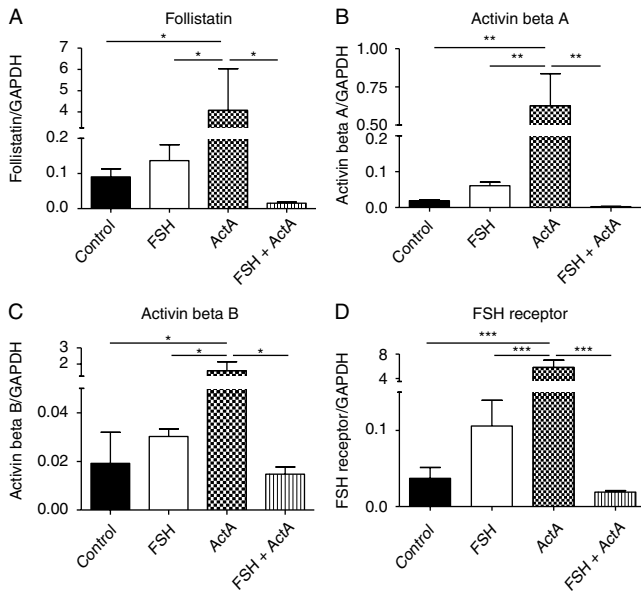 A
Follistatin
Follistatin/GAPDH
7
6
5
4
3
0.2
0.1
0.0
*
*
*
Control
FSH
ActA
FSH + ActA
B
Activin beta A
Activin beta A/GAPDH
1.00
0.75
0.50
0.1
0.0
**
**
**
Control
FSH
ActA
FSH + ActA
C
Activin beta B
Activin beta B/GAPDH
3
2
1
0.04
0.02
0.00
*
*
*
Control
FSH
ActA
FSH + ActA
D
FSH receptor
FSH receptor/GAPDH
8
4
0.1
0.0
***
***
***
Control
FSH
ActA
FSH + ActA